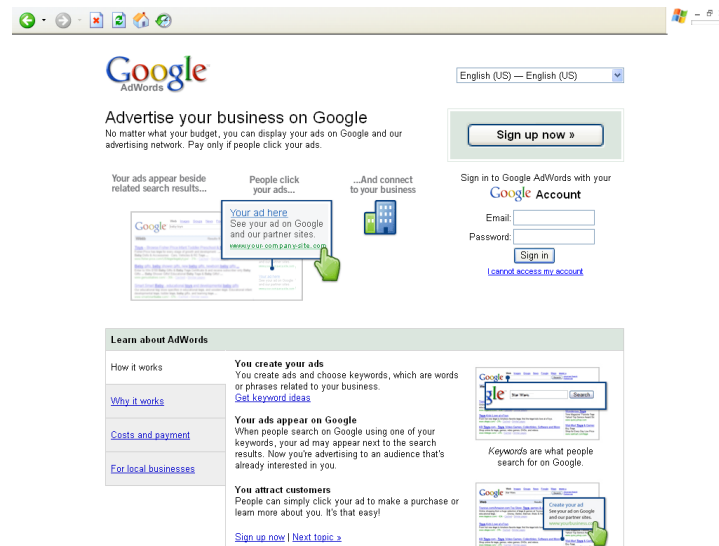 Google
AdWords
English (US) — English (US)
Advertise your business on Google
No matter what your budget, you can display your ads on Google and our
advertising network. Pay only if people click your ads.
Sign up now »
Your ads appear beside
related search results...
People click
your ads...
...And connect
to your business
Google
Your ad here
See your ad on Google
and our partner sites.
www.your-company-site.com
Sign in to Google AdWords with your
Google Account
Email:
Password:
Sign in
I cannot access my account
Learn about AdWords
How it works
Why it works
Costs and payment
For local businesses
You create your ads
You create ads and choose keywords, which are words
or phrases related to your business.
Get keyword ideas
Your ads appear on Google
When people search on Google using one of your
keywords, your ad may appear next to the search
results. Now you're advertising to an audience that's
already interested in you.
You attract customers
People can simply click your ad to make a purchase or
learn more about you. It's that easy!
Sign up now | Next topic »
Google
gle
Star Wars
Search
Keywords are what people
search for on Google.
Google
Create your ad
See your ad on Google
and our partner sites.